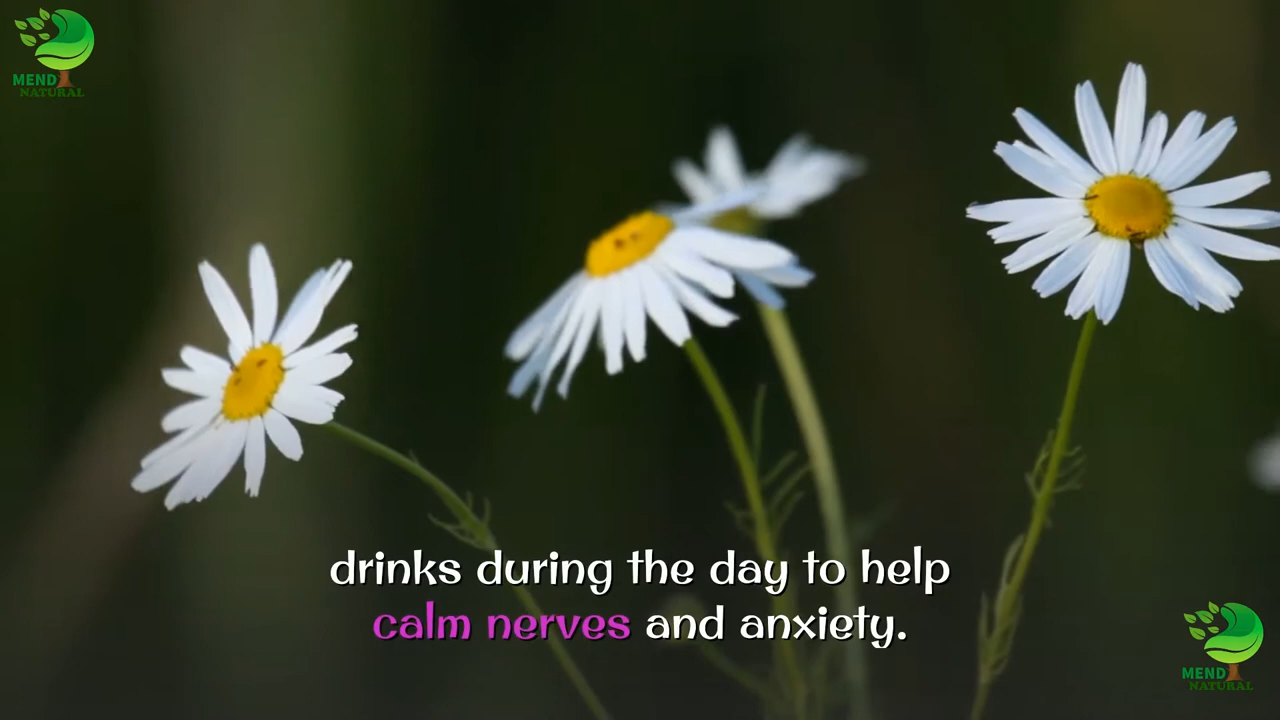 MEND
NATURAL
drinks during the day to help
calm nerves and anxiety.
MEND
NATURAL